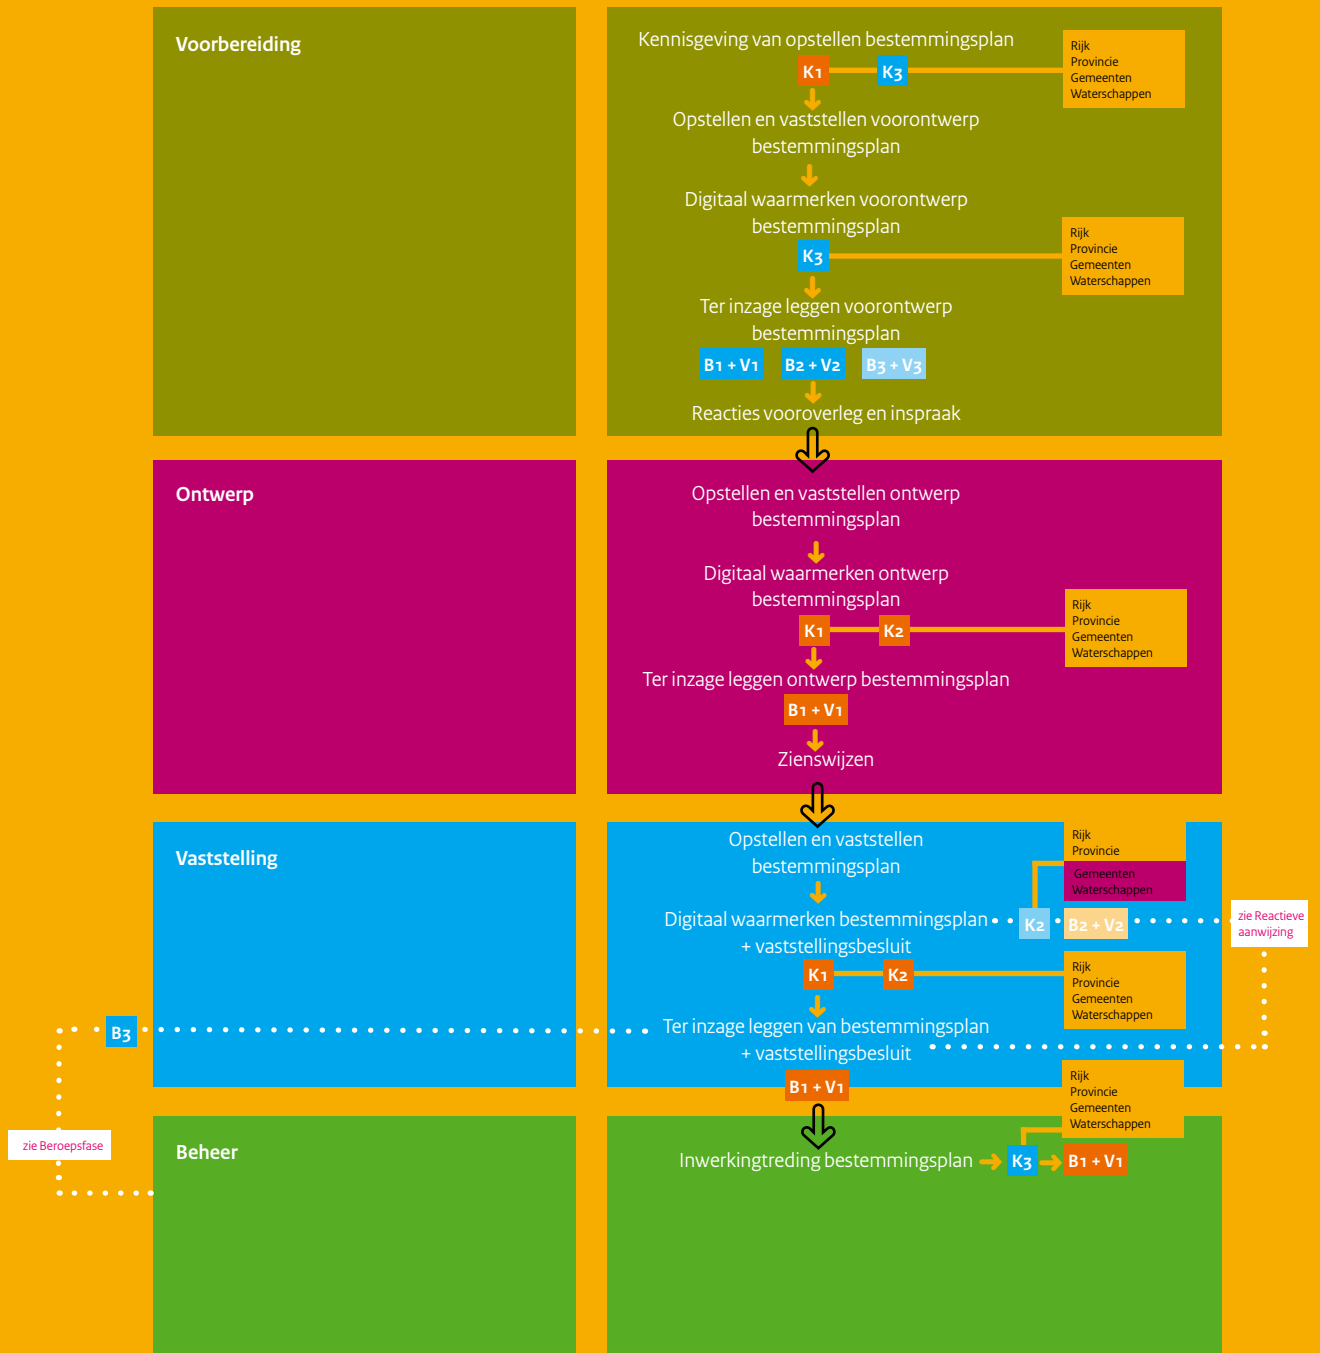 Voorbereiding
Kennisgeving van opstellen bestemmingsplan
K1
K3
Rijk
Provincie
Gemeenten
Waterschappen
Opstellen en vaststellen voorontwerp
bestemmingsplan
Digitaal waarmerken voorontwerp
bestemmingsplan
K3
Rijk
Provincie
Gemeenten
Waterschappen
Ter inzage leggen voorontwerp
bestemmingsplan
B1 + V1
B2 + V2
B3 + V3
Reacties vooroverleg en inspraak
Ontwerp
Opstellen en vaststellen ontwerp
bestemmingsplan
Digitaal waarmerken ontwerp
bestemmingsplan
K1
K2
Rijk
Provincie
Gemeenten
Waterschappen
Ter inzage leggen ontwerp bestemmingsplan
B1 + V1
Zienswijzen
Vaststelling
Opstellen en vaststellen
bestemmingsplan
Rijk
Provincie
Gemeenten
Waterschappen
Digitaal waarmerken bestemmingsplan
+ vaststellingsbesluit
K2
B2 + V2
zie Reactieve
aanwijzing
K1
K2
Rijk
Provincie
Gemeenten
Waterschappen
B3
Ter inzage leggen van bestemmingsplan
+ vaststellingsbesluit
B1 + V1
Rijk
Provincie
Gemeenten
Waterschappen
zie Beroepsfase
Beheer
Inwerkingtreding bestemmingsplan
K3
B1 + V1